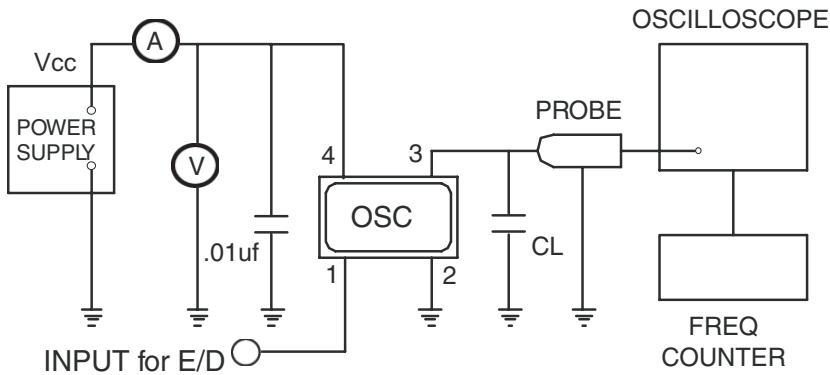 OSCILLOSCOPE
A
Vcc
PROBE
POWER
SUPPLY
V
4
3
OSC
.01uf
CL
1
2
INPUT for E/D
FREQ
COUNTER